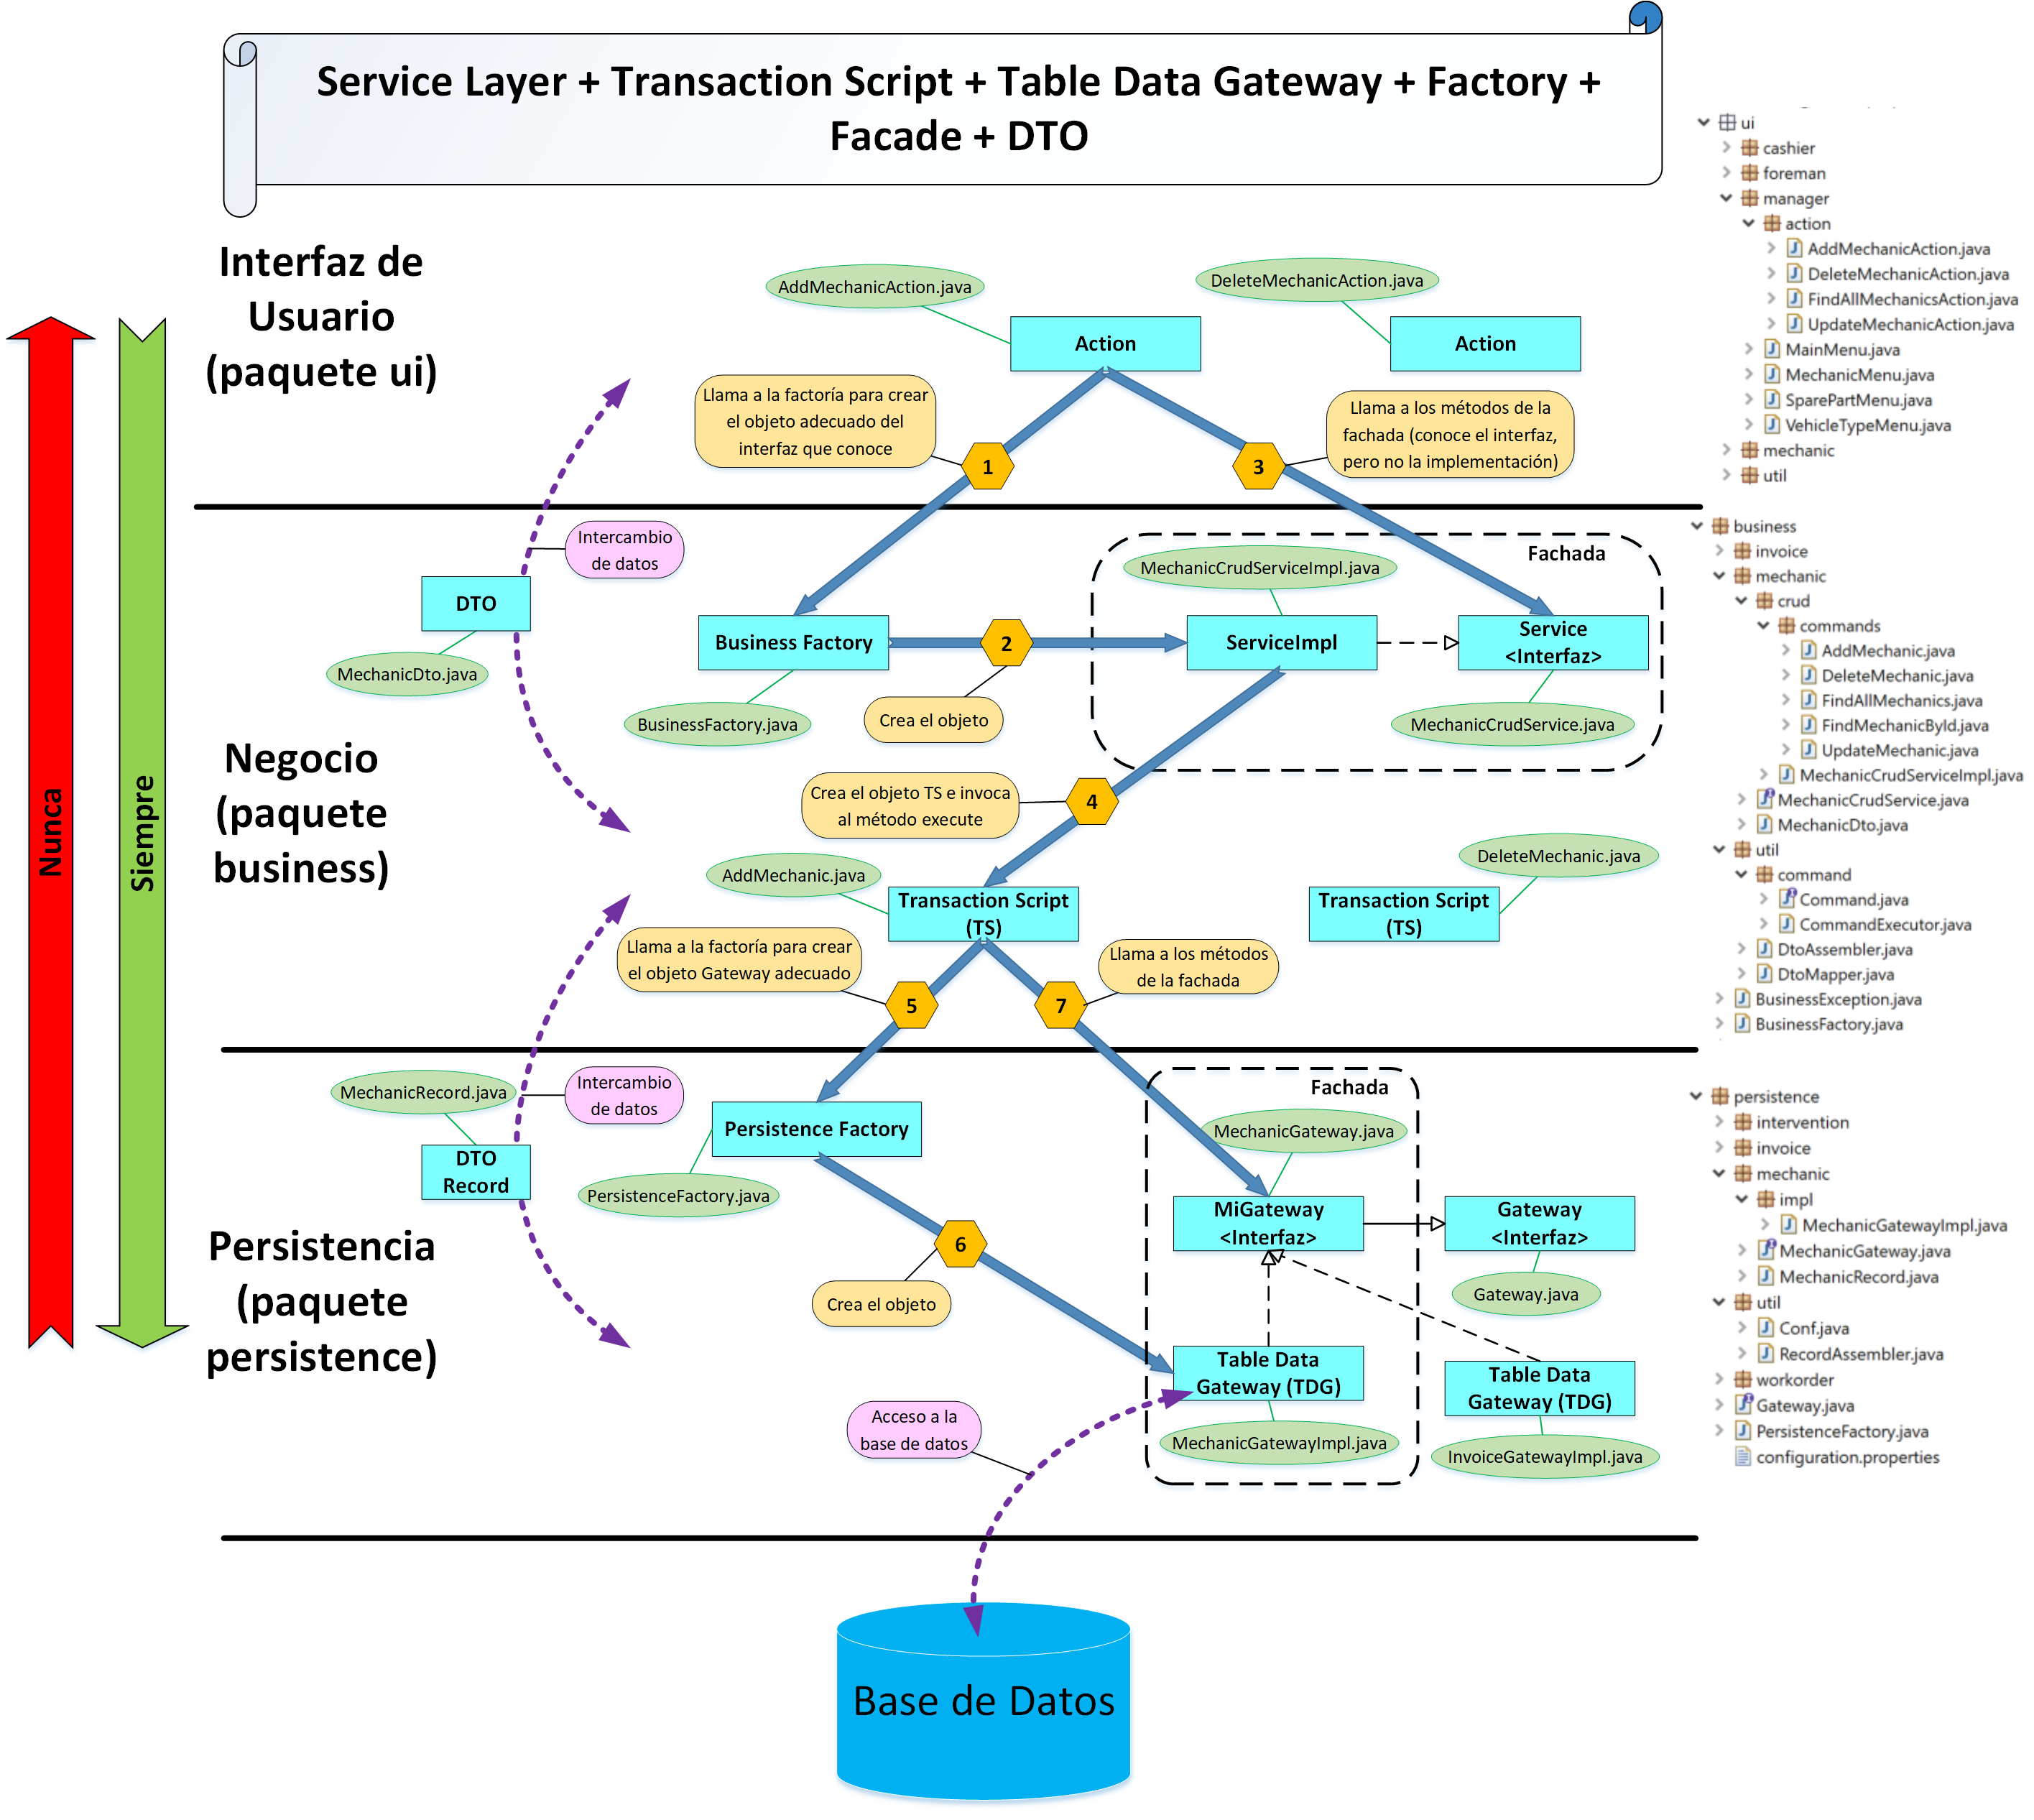 Service Layer + Transaction Script + Table Data Gateway + Factory +
Facade + DTO
Interfaz de
Usuario
(paquete ui)
AddMechanicAction.java
DeleteMechanicAction.java
Action
Action
Llama a la factoría para crear
el objeto adecuado del
interfaz que conoce
1
3
Llama a los métodos de la
fachada (conoce el interfaz,
pero no la implementación)
Nunca
Siempre
Intercambio
de datos
DTO
MechanicDto.java
Fachada
MechanicCrudServiceImpl.java
Business Factory
2
ServiceImpl
Service
<Interfaz>
BusinessFactory.java
Crea el objeto
MechanicCrudService.java
Negocio
(paquete
business)
Crea el objeto TS e invoca
al método execute
4
AddMechanic.java
DeleteMechanic.java
Transaction Script
(TS)
Transaction Script
(TS)
Llama a la factoría para crear
el objeto Gateway adecuado
5
7
Llama a los métodos
de la fachada
MechanicRecord.java
Intercambio
de datos
DTO
Record
Persistence Factory
PersistenceFactory.java
Fachada
MechanicGateway.java
MiGateway
<Interfaz>
Gateway
<Interfaz>
Gateway.java
Persistencia
(paquete
persistence)
6
Crea el objeto
Table Data
Gateway (TDG)
Table Data
Gateway (TDG)
MechanicGatewayImpl.java
InvoiceGatewayImpl.java
Acceso a la
base de datos
Base de Datos
ui
cashier
foreman
manager
action
AddMechanicAction.java
DeleteMechanicAction.java
FindAllMechanicsAction.java
UpdateMechanicAction.java
MainMenu.java
MechanicMenu.java
SparePartMenu.java
VehicleTypeMenu.java
mechanic
util
business
invoice
mechanic
crud
commands
AddMechanic.java
DeleteMechanic.java
FindAllMechanics.java
FindMechanicById.java
UpdateMechanic.java
MechanicCrudServiceImpl.java
MechanicCrudService.java
MechanicDto.java
util
command
Command.java
CommandExecutor.java
DtoAssembler.java
DtoMapper.java
BusinessException.java
BusinessFactory.java
persistence
intervention
invoice
mechanic
impl
MechanicGatewayImpl.java
MechanicGateway.java
MechanicRecord.java
util
Conf.java
RecordAssembler.java
workorder
Gateway.java
PersistenceFactory.java
configuration.properties